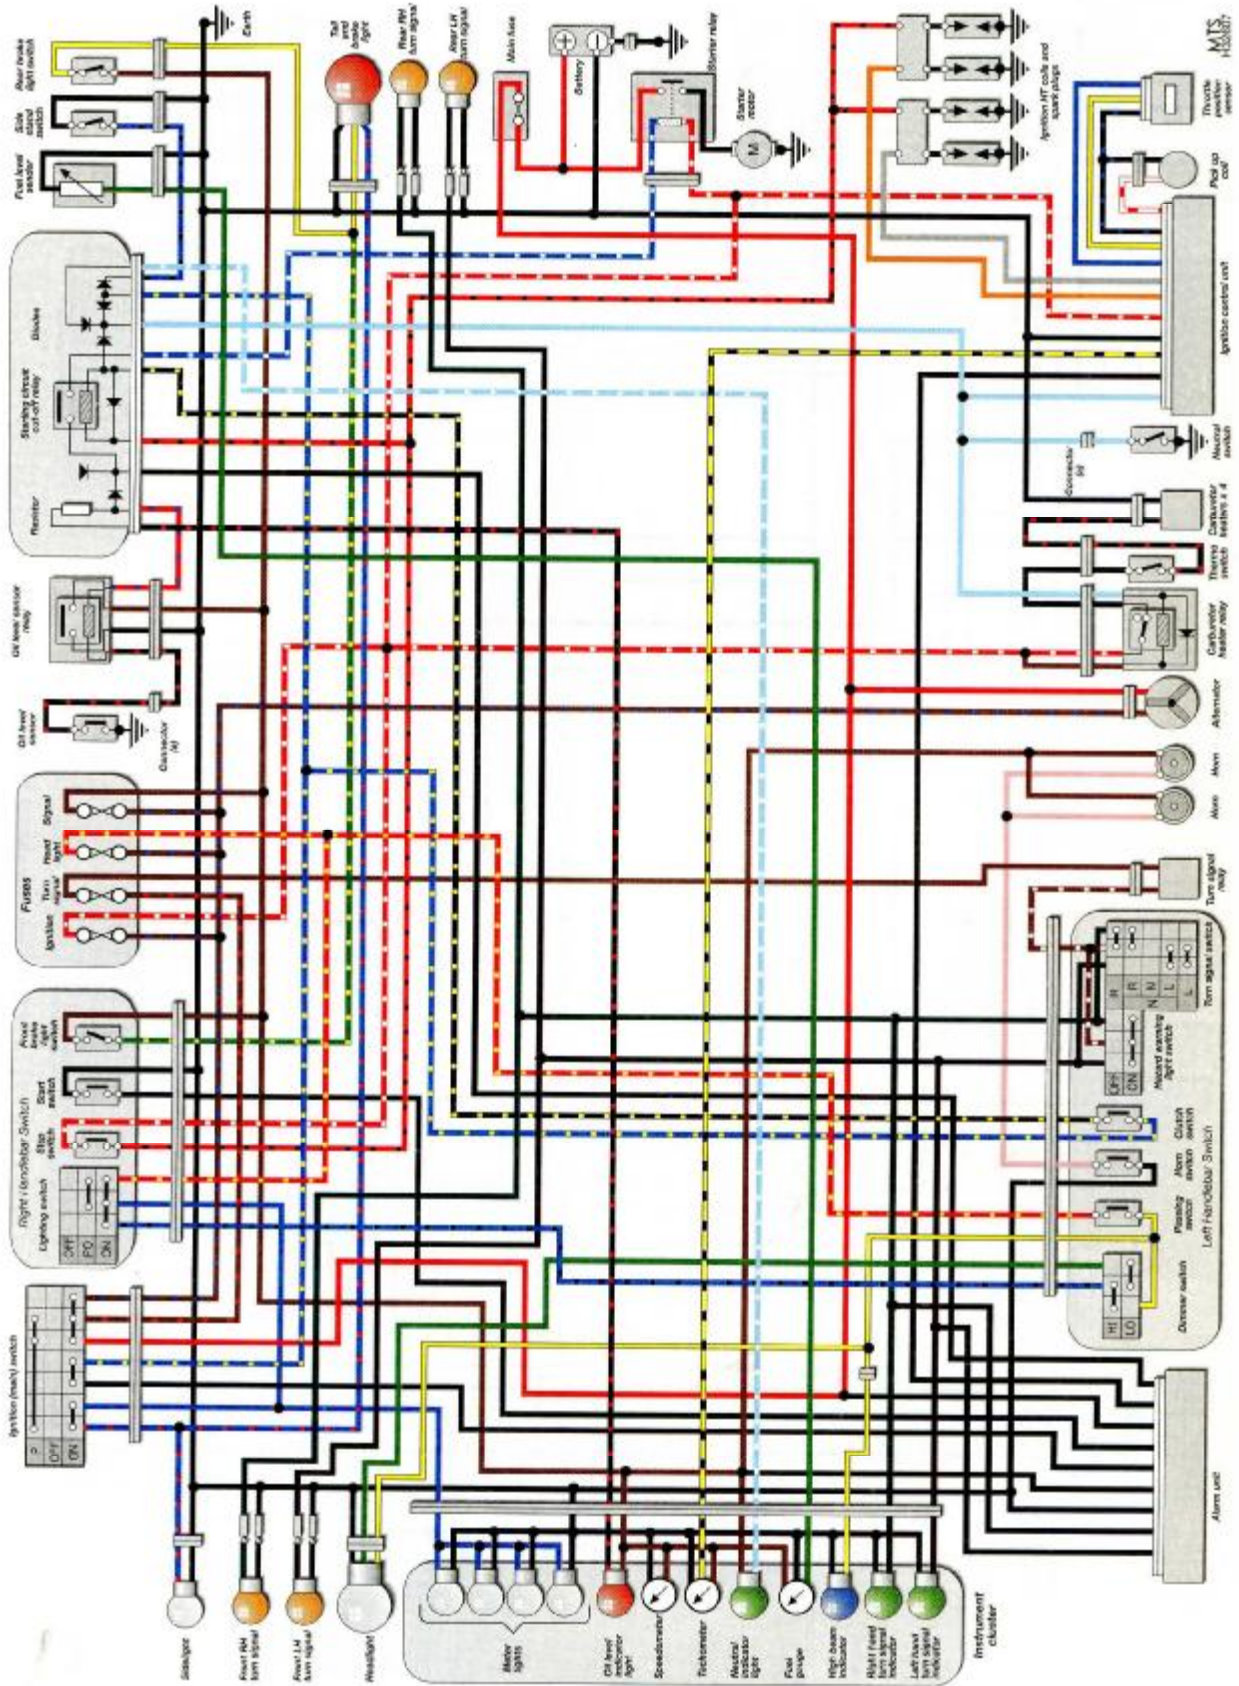 Rear brake
light switch
Side
stand
switch
Fuel level
sender
Earth
Tail
and
brake
light
Rear RH
turn signal
Rear LH
turn signal
Main fuse
Battery
Starter relay
Starter
motor
M
Ignition HT coils and
spark plugs
MTS
H32607
Throttle
position
sensor
Pick up
coil
Ignition control unit
Diodes
Starting circuit
cut-off relay
Resistor
Neutral
switch
Connector
Carburetor
heaters x 4
Thermo
switch
Carburetor
heater relay
Alternator
Horn
Horn
Turn signal
relay
Oil level sensor
relay
Oil level
sensor
Connector
Fuses
Signal
Head
light
Turn
signal
Ignition
Right Handlebar Switch
Front
brake
light
switch
Start
switch
Stop
switch
Lighting switch
OFF
PO
ON
Ignition (main) switch
P
OFF
ON
Turn signal switch
R
R
N
L
N
L
Hazard warning
light switch
OFF
ON
Clutch
switch
Horn
switch
Passing
switch
Dimmer switch
HI
LO
Left Handlebar Switch
Alarm unit
Sidelight
Front RH
turn signal
Front LH
turn signal
Headlight
Meter
lights
Oil level
indicator
light
Speedometer
Tachometer
Neutral
indicator
light
Fuel
gauge
High beam
indicator
Right hand
turn signal
indicator
Left hand
turn signal
indicator
Instrument
cluster